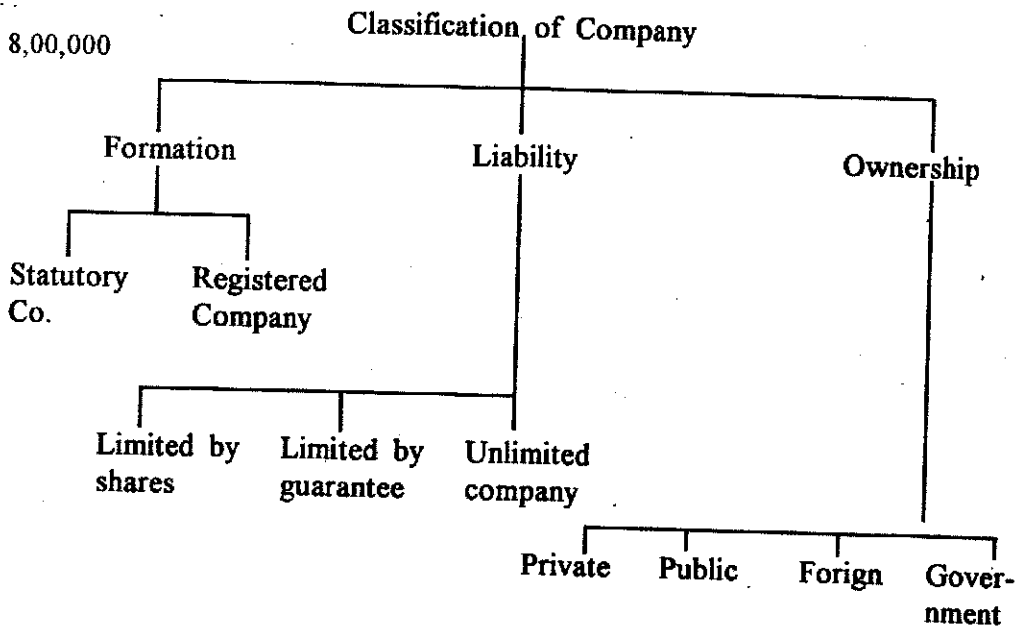 Classification of Company
8,00,000
Formation
Liability
Ownership
Statutory
Co.
Registered
Company
Limited by
shares
Limited by
guarantee
Unlimited
company
Private
Public
Forign
Gover-
nment